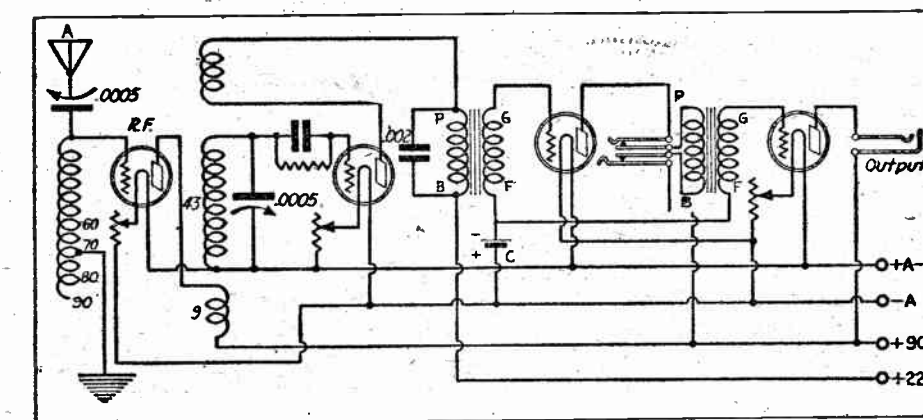 A
.0005
R.F.
60
70
80
90
43
.0005
9
.002
P
B
G
F
- 
+ C
P
B
G
F
Output
+A-
-A
+90
+22